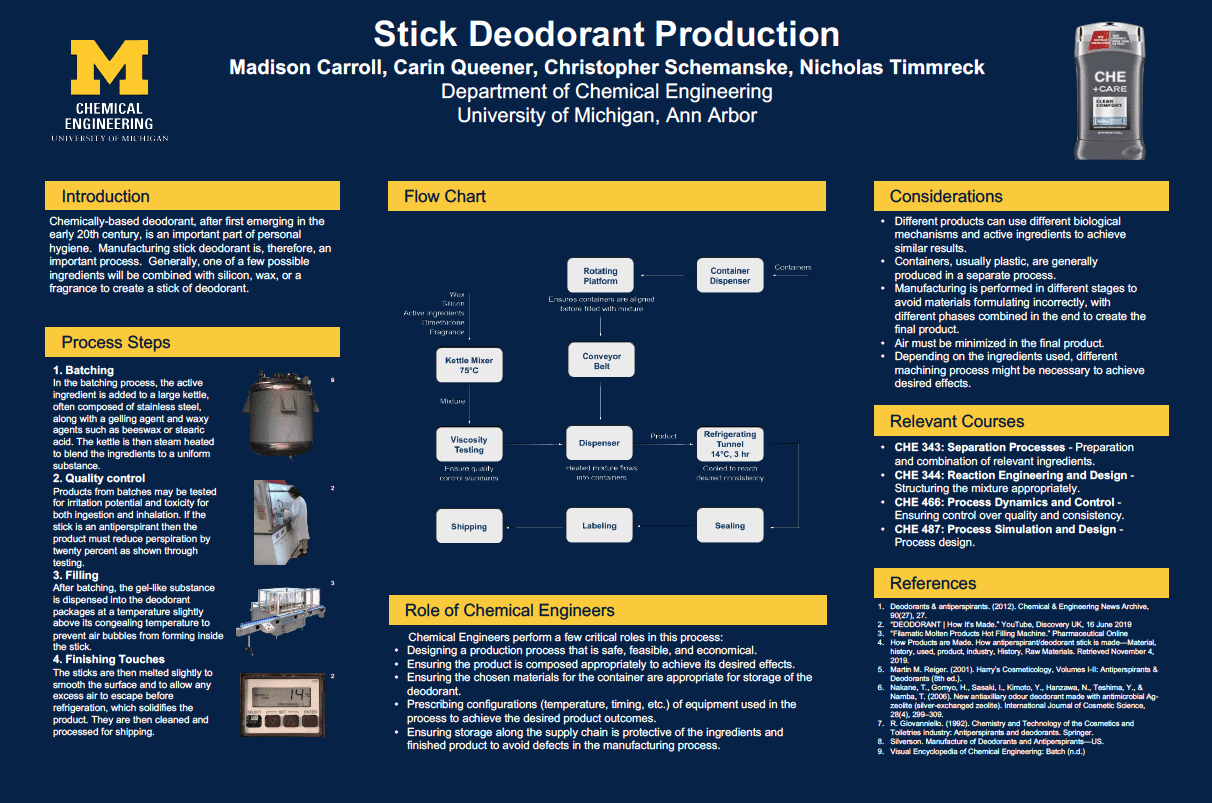 Stick Deodorant Production
Madison Carroll, Carin Queener, Christopher Schemanske, Nicholas Timmreck
Department of Chemical Engineering
University of Michigan, Ann Arbor
M
CHEMICAL
ENGINEERING
UNIVERSITY OF MICHIGAN
CHE
+CARE
CLEAN
COMFORT
Introduction
Chemically-based deodorant, after first emerging in the
early 20th century, is an important part of personal
hygiene. Manufacturing stick deodorant is, therefore, an
important process. Generally, one of a few possible
ingredients will be combined with silicon, wax, or a
fragrance to create a stick of deodorant.
Process Steps
1. Batching
In the batching process, the active
ingredient is added to a large kettle,
often composed of stainless steel,
along with a gelling agent and waxy
agents such as beeswax or stearic
acid. The kettle is then steam heated
to blend the ingredients to a uniform
substance.
9
2. Quality control
Products from batches may be tested
for irritation potential and toxicity for
both ingestion and inhalation. If the
stick is an antiperspirant then the
product must reduce perspiration by
twenty percent as shown through
testing.
2
3. Filling
After batching, the gel-like substance
is dispensed into the deodorant
packages at a temperature slightly
above its congealing temperature to
prevent air bubbles from forming inside
the stick.
3
4. Finishing Touches
The sticks are then melted slightly to
smooth the surface and to allow any
excess air to escape before
refrigeration, which solidifies the
product. They are then cleaned and
processed for shipping.
2
SELECT
SET
ENTER
Flow Chart
Containers
Container
Dispenser
Rotating
Platform
Ensures containers are aligned
before filled with mixture
Wax
Silicon
Active Ingredients
Dimethicone
Fragrance
Kettle Mixer
75°C
Conveyor
Belt
Mixture
Viscosity
Testing
Ensure quality
control standards
Dispenser
Heated mixture flows
into containers
Product
Refrigerating
Tunnel
14°C, 3 hr
Cooled to reach
desired consistency
Shipping
Labeling
Sealing
Role of Chemical Engineers
Chemical Engineers perform a few critical roles in this process:
• Designing a production process that is safe, feasible, and economical.
• Ensuring the product is composed appropriately to achieve its desired effects.
• Ensuring the chosen materials for the container are appropriate for storage of the
deodorant.
• Prescribing configurations (temperature, timing, etc.) of equipment used in the
process to achieve the desired product outcomes.
• Ensuring storage along the supply chain is protective of the ingredients and
finished product to avoid defects in the manufacturing process.
Considerations
• Different products can use different biological
mechanisms and active ingredients to achieve
similar results.
• Containers, usually plastic, are generally
produced in a separate process.
• Manufacturing is performed in different stages to
avoid materials formulating incorrectly, with
different phases combined in the end to create the
final product.
• Air must be minimized in the final product.
• Depending on the ingredients used, different
machining process might be necessary to achieve
desired effects.
Relevant Courses
• CHE 343: Separation Processes - Preparation
and combination of relevant ingredients.
• CHE 344: Reaction Engineering and Design -
Structuring the mixture appropriately.
• CHE 466: Process Dynamics and Control -
Ensuring control over quality and consistency.
• CHE 487: Process Simulation and Design -
Process design.
References
1. Deodorants & antiperspirants. (2012). Chemical & Engineering News Archive,
90(27), 27.
2. "DEODORANT | How It's Made." YouTube, Discovery UK, 16 June 2019
3. "Filamatic Molten Products Hot Filling Machine." Pharmaceutical Online
4. How Products are Made. How antiperspirant/deodorant stick is made—Material,
history, used, product, industry, History, Raw Materials. Retrieved November 4,
2019.
5. Martin M. Reiger. (2001). Harry's Cosmeticology, Volumes I-II: Antiperspirants &
Deodorants (8th ed.).
6. Nakane, T., Gomyo, H., Sasaki, I., Kimoto, Y., Hanzawa, N., Teshima, Y., &
Namba, T. (2006). New antiaxillary odour deodorant made with antimicrobial Ag-
zeolite (silver-exchanged zeolite). International Journal of Cosmetic Science,
28(4), 299–309.
7. R. Giovanniello. (1992). Chemistry and Technology of the Cosmetics and
Toiletries Industry: Antiperspirants and deodorants. Springer.
8. Silverson. Manufacture of Deodorants and Antiperspirants—US.
9. Visual Encyclopedia of Chemical Engineering: Batch (n.d.)